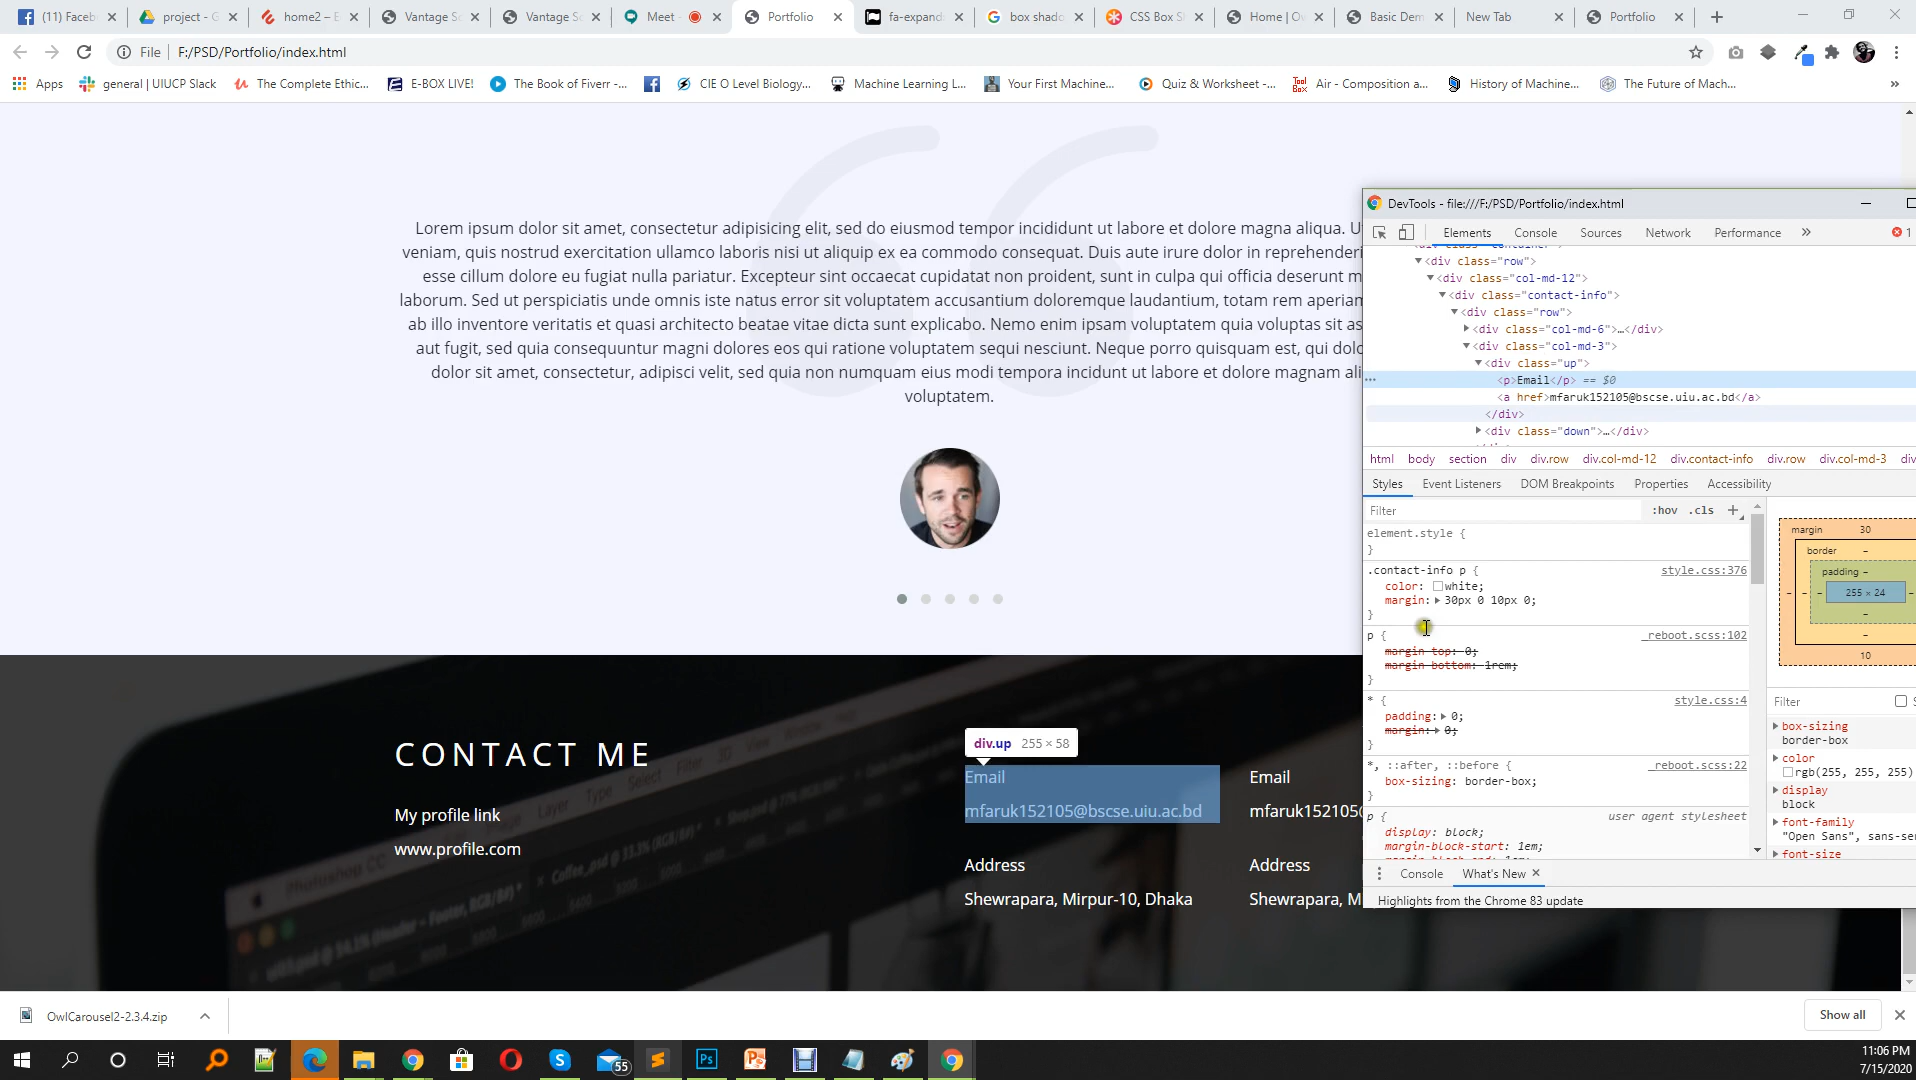 (11) Faceb
project - G
home2 – E
Vantage Sc
Vantage Sc
Meet -
Portfolio
fa-expand
box shado
CSS Box S
Home | Ow
Basic Dem
New Tab
Portfolio
File | F:/PSD/Portfolio/index.html
Apps
general | UIUCP Slack
The Complete Ethic...
E-BOX LIVE!
The Book of Fiverr -...
CIE O Level Biology...
Machine Learning L...
Your First Machine...
Quiz & Worksheet -...
Air - Composition a...
History of Machine...
The Future of Mach...
»
Lorem ipsum dolor sit amet, consectetur adipisicing elit, sed do eiusmod tempor incididunt ut labore et dolore magna aliqua. U
veniam, quis nostrud exercitation ullamco laboris nisi ut aliquip ex ea commodo consequat. Duis aute irure dolor in reprehenderi
esse cillum dolore eu fugiat nulla pariatur. Excepteur sint occaecat cupidatat non proident, sunt in culpa qui officia deserunt m
laborum. Sed ut perspiciatis unde omnis iste natus error sit voluptatem accusantium doloremque laudantium, totam rem aperiam
ab illo inventore veritatis et quasi architecto beatae vitae dicta sunt explicabo. Nemo enim ipsam voluptatem quia voluptas sit as
aut fugit, sed quia consequuntur magni dolores eos qui ratione voluptatem sequi nesciunt. Neque porro quisquam est, qui dolo
dolor sit amet, consectetur, adipisci velit, sed quia non numquam eius modi tempora incidunt ut labore et dolore magnam ali
voluptatem.
CONTACT ME
My profile link
www.profile.com
div.up 255 × 58
Email
mfaruk152105@bscse.uiu.ac.bd
Address
Shewrapara, Mirpur-10, Dhaka
Email
mfaruk152105@
Address
Shewrapara, M
DevTools - file:///F:/PSD/Portfolio/index.html
Elements
Console
Sources
Network
Performance
»
1
<div class="row">
<div class="col-md-12">
<div class="contact-info">
<div class="row">
<div class="col-md-6">…</div>
<div class="col-md-3">
<div class="up">
<p>Email</p> == $0
<a href>mfaruk152105@bscse.uiu.ac.bd</a>
</div>
<div class="down">…</div>
html body section div div.row div.col-md-12 div.contact-info div.row div.col-md-3 div
Styles
Event Listeners
DOM Breakpoints
Properties
Accessibility
Filter
:hov .cls +
element.style {
}
.contact-info p { style.css:376
color: white;
margin: 30px 0 10px 0;
}
p { _reboot.scss:102
margin-top: 0;
margin-bottom: 1rem;
}
* { style.css:4
padding: 0;
margin: 0;
}
*, ::after, ::before { _reboot.scss:22
box-sizing: border-box;
}
p { user agent stylesheet
display: block;
margin-block-start: 1em;
margin-block-end: 1em;
margin 30
border –
padding –
– – – 255 × 24 –
–
–
10
Filter
box-sizing
border-box
color
rgb(255, 255, 255)
display
block
font-family
"Open Sans", sans-se
font-size
Console
What's New
Highlights from the Chrome 83 update
OwlCarousel2-2.3.4.zip
Show all
55
11:06 PM
7/15/2020